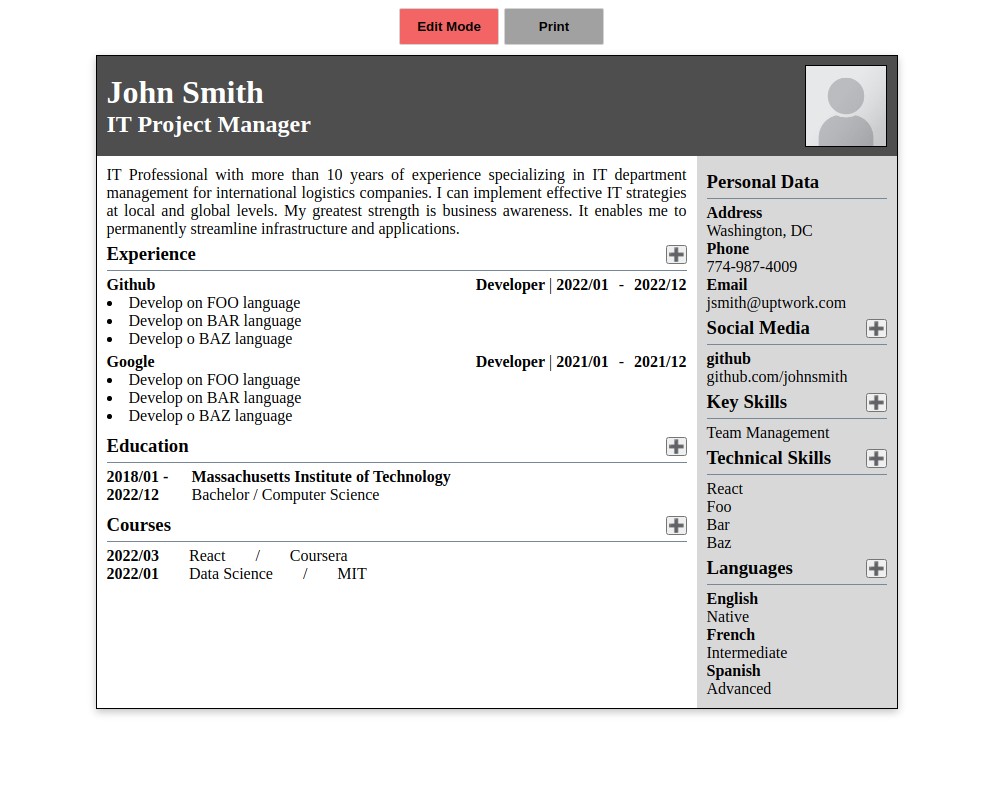 Edit Mode
Print
John Smith
IT Project Manager
IT Professional with more than 10 years of experience specializing in IT department
management for international logistics companies. I can implement effective IT strategies
at local and global levels. My greatest strength is business awareness. It enables me to
permanently streamline infrastructure and applications.
Experience
Github Developer | 2022/01 - 2022/12
• Develop on FOO language
• Develop on BAR language
• Develop o BAZ language
Google Developer | 2021/01 - 2021/12
• Develop on FOO language
• Develop on BAR language
• Develop o BAZ language
Education
2018/01 - Massachusetts Institute of Technology
2022/12 Bachelor / Computer Science
Courses
2022/03 React / Coursera
2022/01 Data Science / MIT
Personal Data
Address
Washington, DC
Phone
774-987-4009
Email
jsmith@uptwork.com
Social Media
github
github.com/johnsmith
Key Skills
Team Management
Technical Skills
React
Foo
Bar
Baz
Languages
English
Native
French
Intermediate
Spanish
Advanced